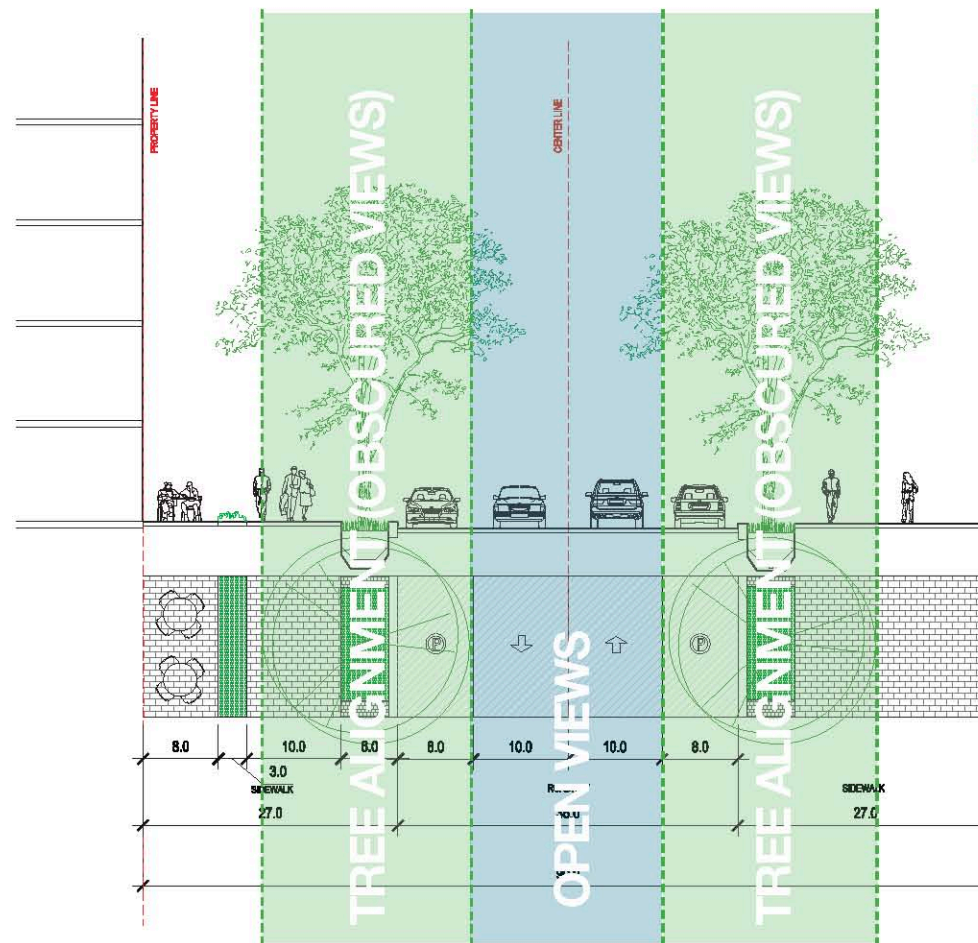 PROPERTY LINE
CENTER LINE
TREE ALIGNMENT (OBSCURED VIEWS)
OPEN VIEWS
TREE ALIGNMENT (OBSCURED VIEWS)
P
P
8.0 10.0 6.0 8.0 10.0 10.0 8.0
3.0
SIDEWALK SIDEWALK
27.0 27.0